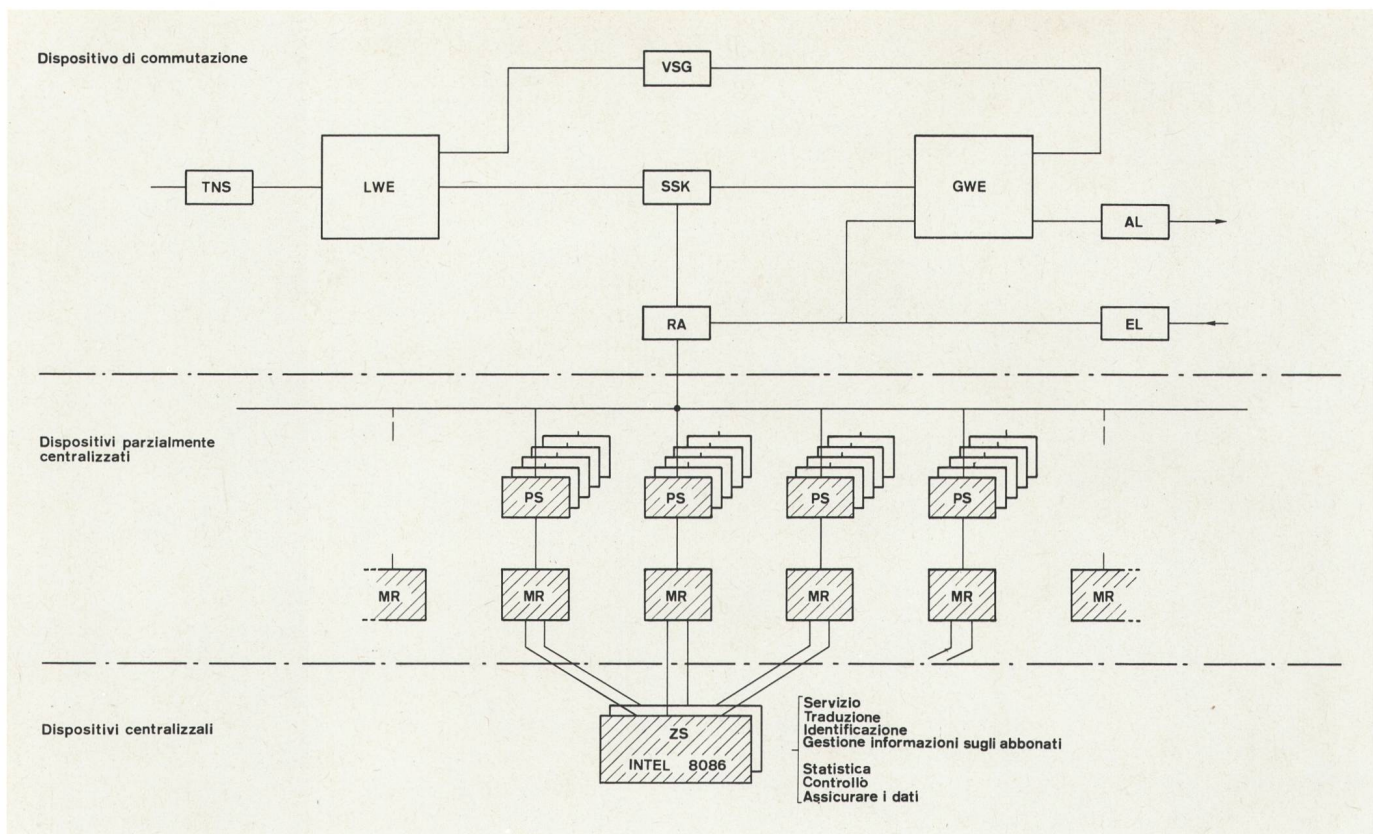 Dispositivo di commutazione
VSG
TNS
LWE
SSK
GWE
AL
RA
EL
Dispositivi parzialmente
centralizzati
PS
PS
PS
PS
MR
MR
MR
MR
MR
MR
Dispositivi centralizzali
ZS
INTEL 8086
Servizio
Traduzione
Identificazione
Gestione informazioni sugli abbonati
Statistica
Controllo
Assicurare i dati